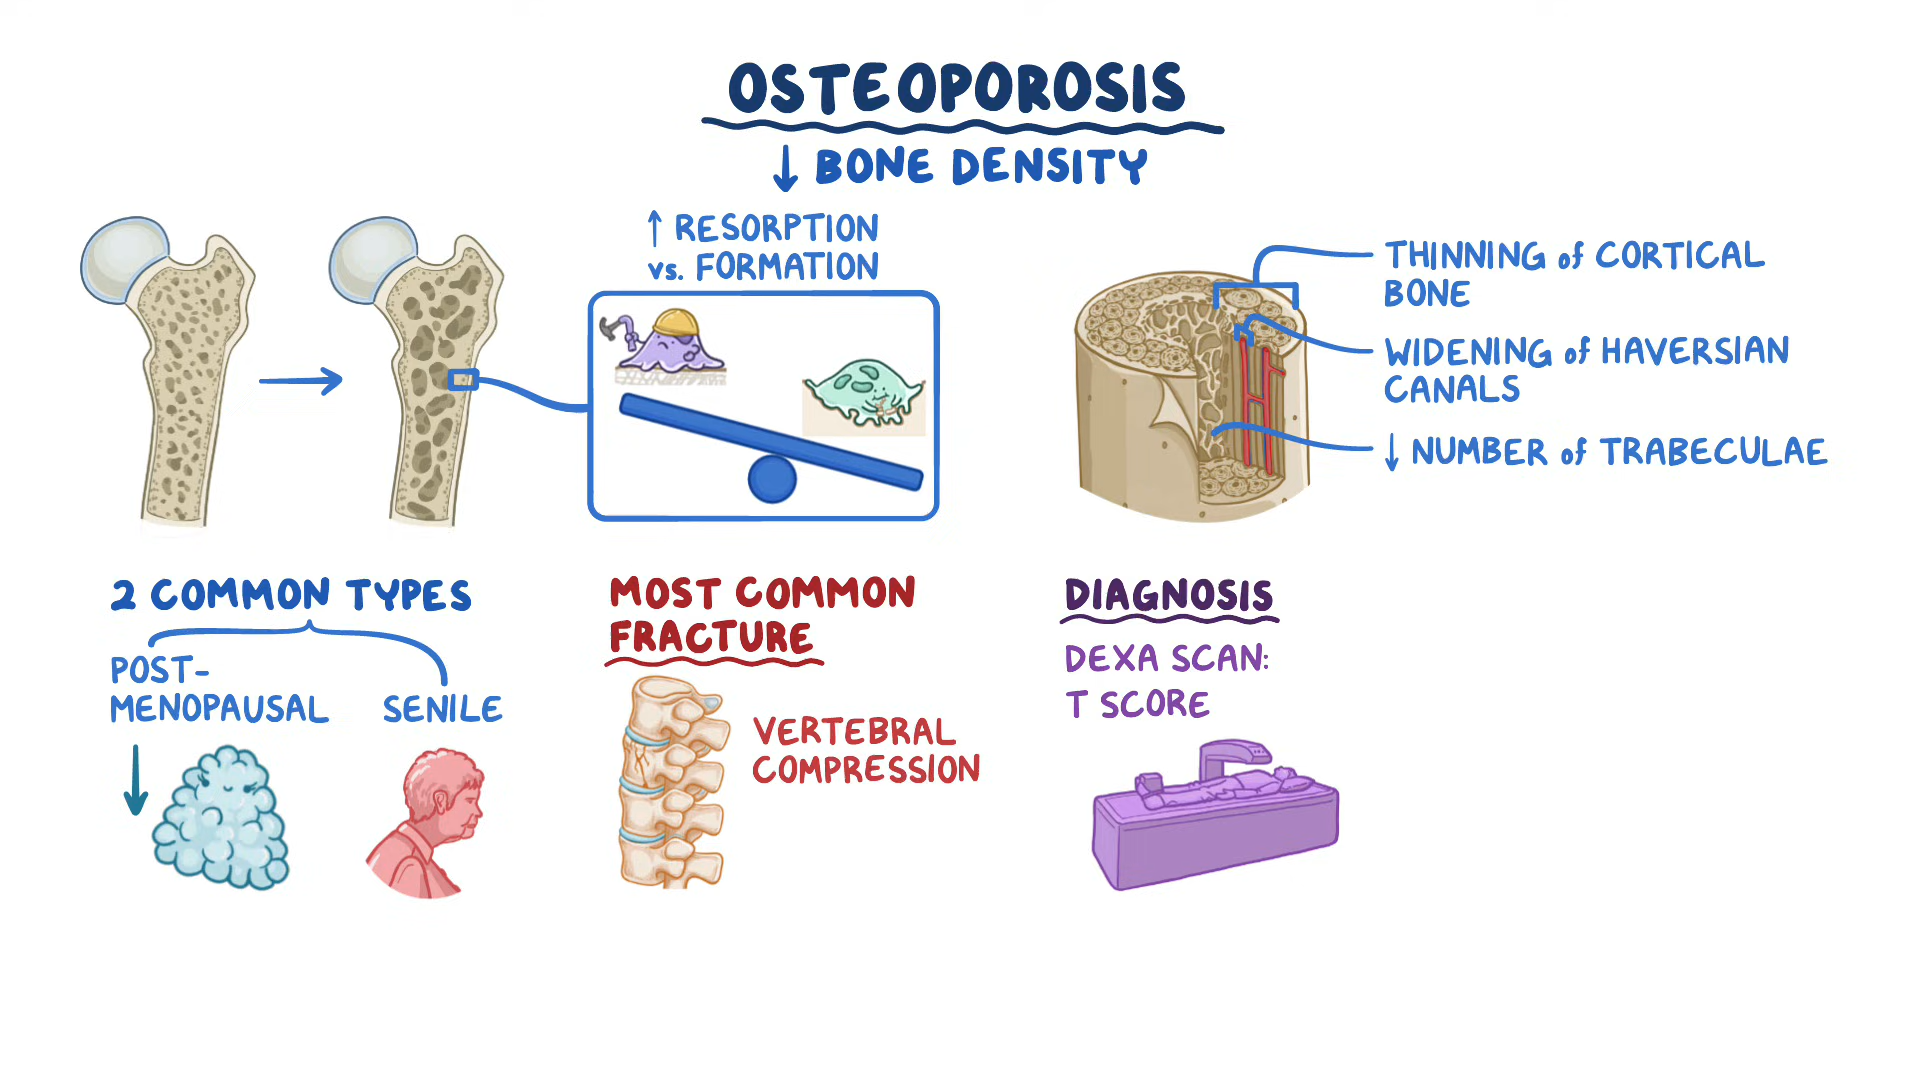 OSTEOPOROSIS
↓ BONE DENSITY
↑ RESORPTION
vs. FORMATION
THINNING of CORTICAL
BONE
WIDENING of HAVERSIAN
CANALS
↓ NUMBER of TRABECULAE
2 COMMON TYPES
POST-
MENOPAUSAL
SENILE
MOST COMMON
FRACTURE
VERTEBRAL
COMPRESSION
DIAGNOSIS
DEXA SCAN:
T SCORE